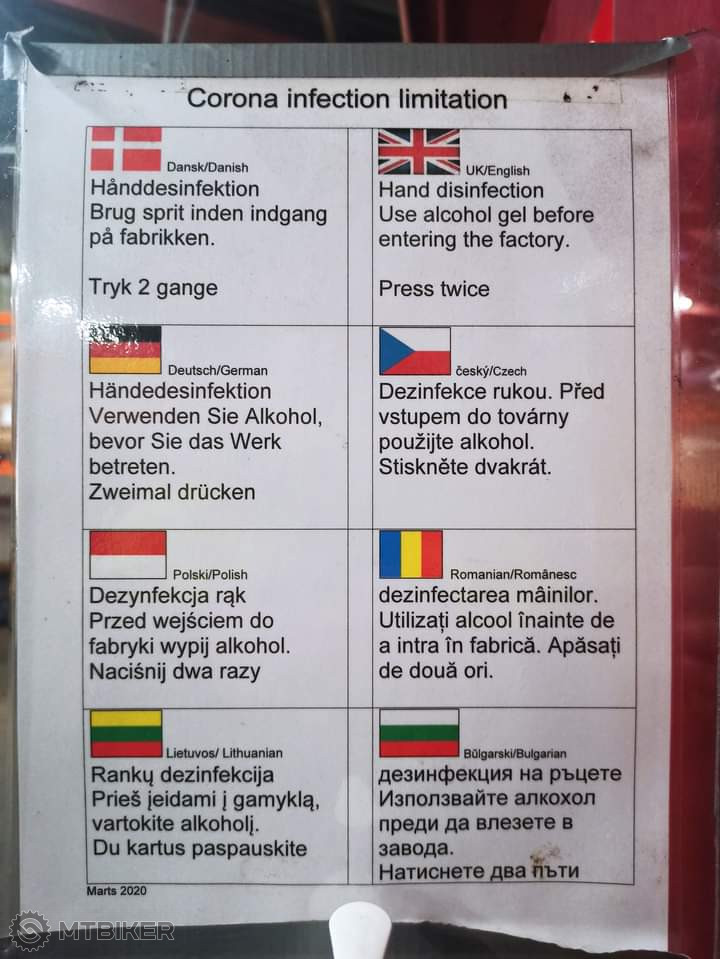 Corona infection limitation
Dansk/Danish
Hånddesinfektion
Brug sprit inden indgang
på fabrikken.
Tryk 2 gange
UK/English
Hand disinfection
Use alcohol gel before
entering the factory.
Press twice
Deutsch/German
Händedesinfektion
Verwenden Sie Alkohol,
bevor Sie das Werk
betreten.
Zweimal drücken
český/Czech
Dezinfekce rukou. Před
vstupem do továrny
použijte alkohol.
Stiskněte dvakrát.
Polski/Polish
Dezynfekcja rąk
Przed wejściem do
fabryki wypij alkohol.
Naciśnij dwa razy
Romanian/Românesc
dezinfectarea mâinilor.
Utilizați alcool înainte de
a intra în fabrică. Apăsați
de două ori.
Lietuvos/ Lithuanian
Rankų dezinfekcija
Prieš įeidami į gamyklą,
vartokite alkoholį.
Du kartus paspauskite
Bŭlgarski/Bulgarian
дезинфекция на ръцете
Използвайте алкохол
преди да влезете в
завода.
Натиснете два пъти
Marts 2020
MTBIKER